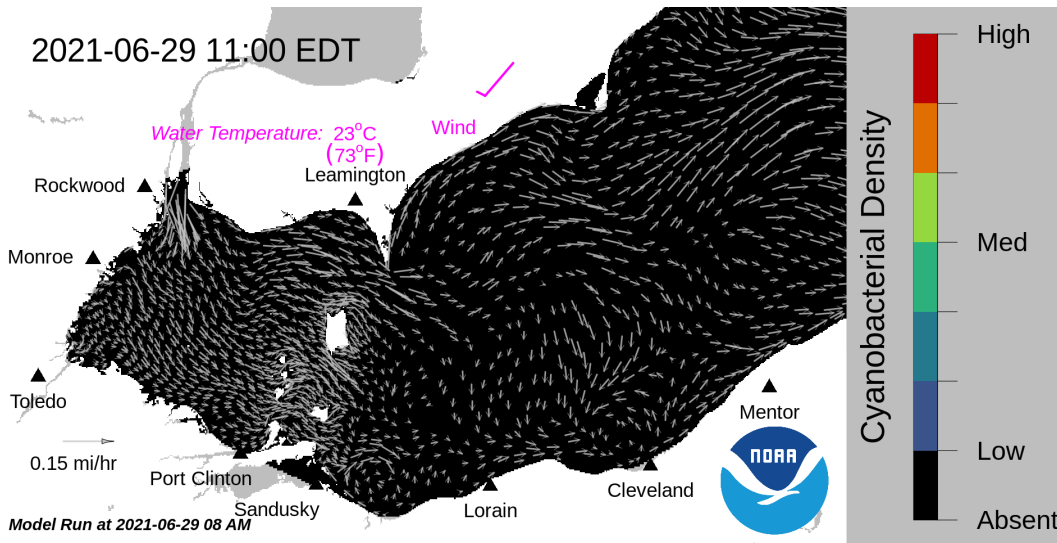 2021-06-29 11:00 EDT
High
Wind
Water Temperature: 23°C
(73°F)
Leamington
Rockwood
Monroe
Cyanobacterial Density
Med
Toledo
Mentor
0.15 mi/hr
NOAA
Low
Port Clinton
Cleveland
Sandusky
Lorain
Model Run at 2021-06-29 08 AM
Absent